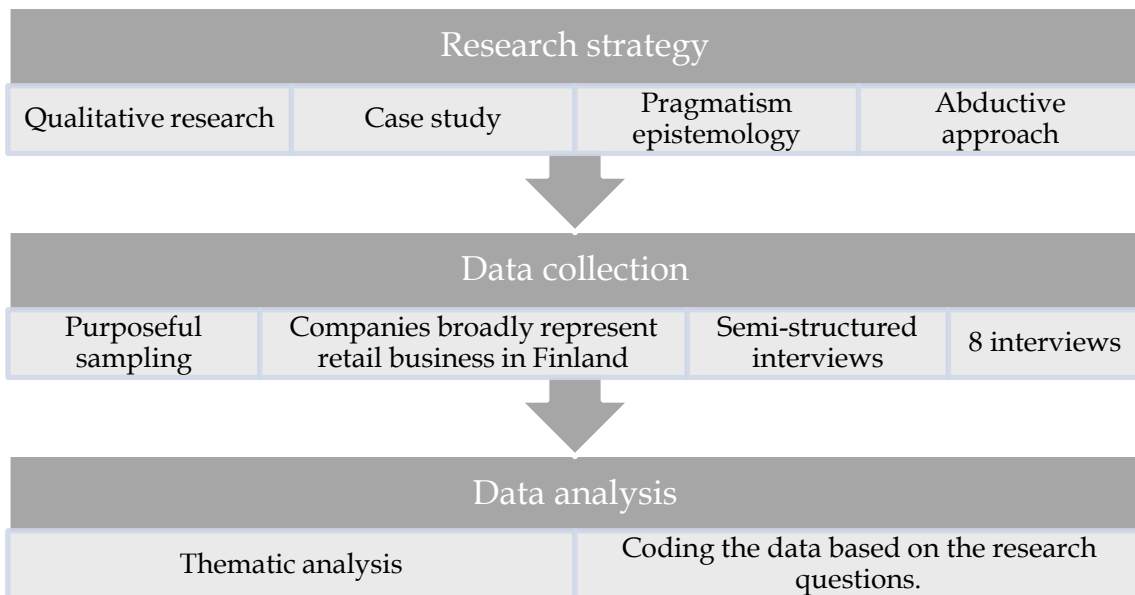 Research strategy
Qualitative research
Case study
Pragmatism
epistemology
Abductive
approach
Data collection
Purposeful
sampling
Companies broadly represent
retail business in Finland
Semi-structured
interviews
8 interviews
Data analysis
Thematic analysis
Coding the data based on the research
questions.